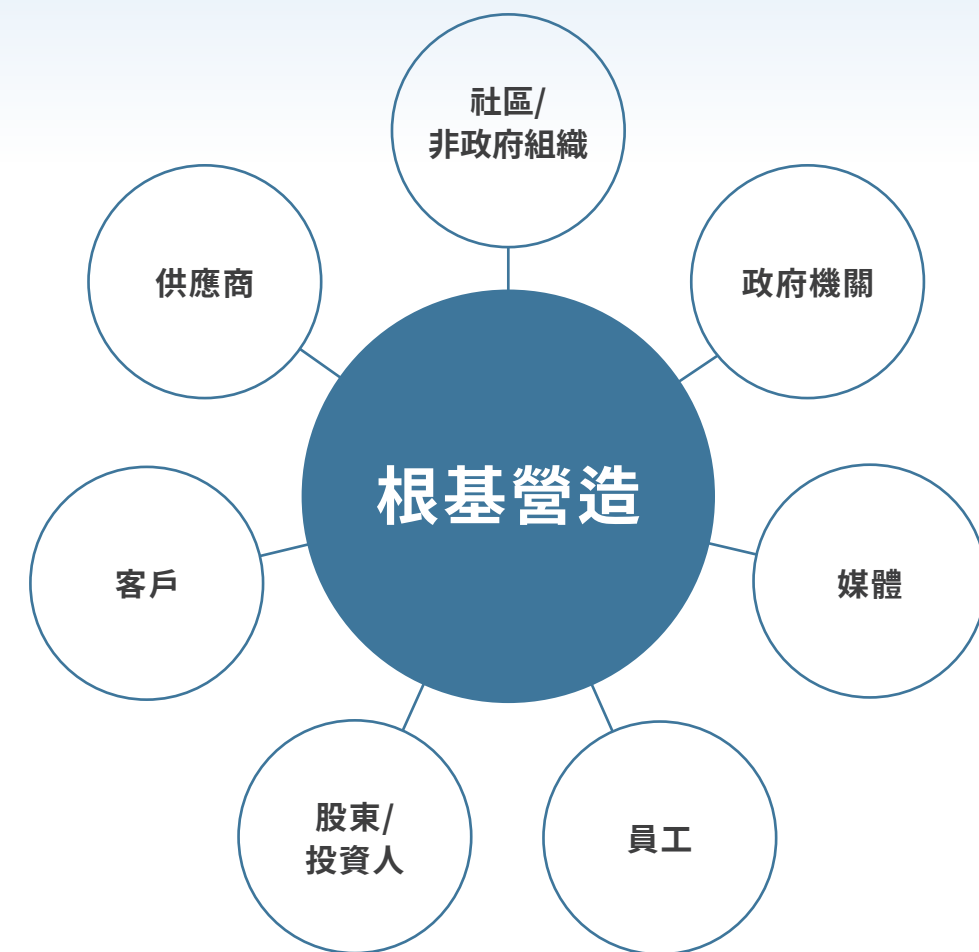 社區/
非政府組織
供應商
政府機關
根基營造
客戶
媒體
股東/
投資人
員工